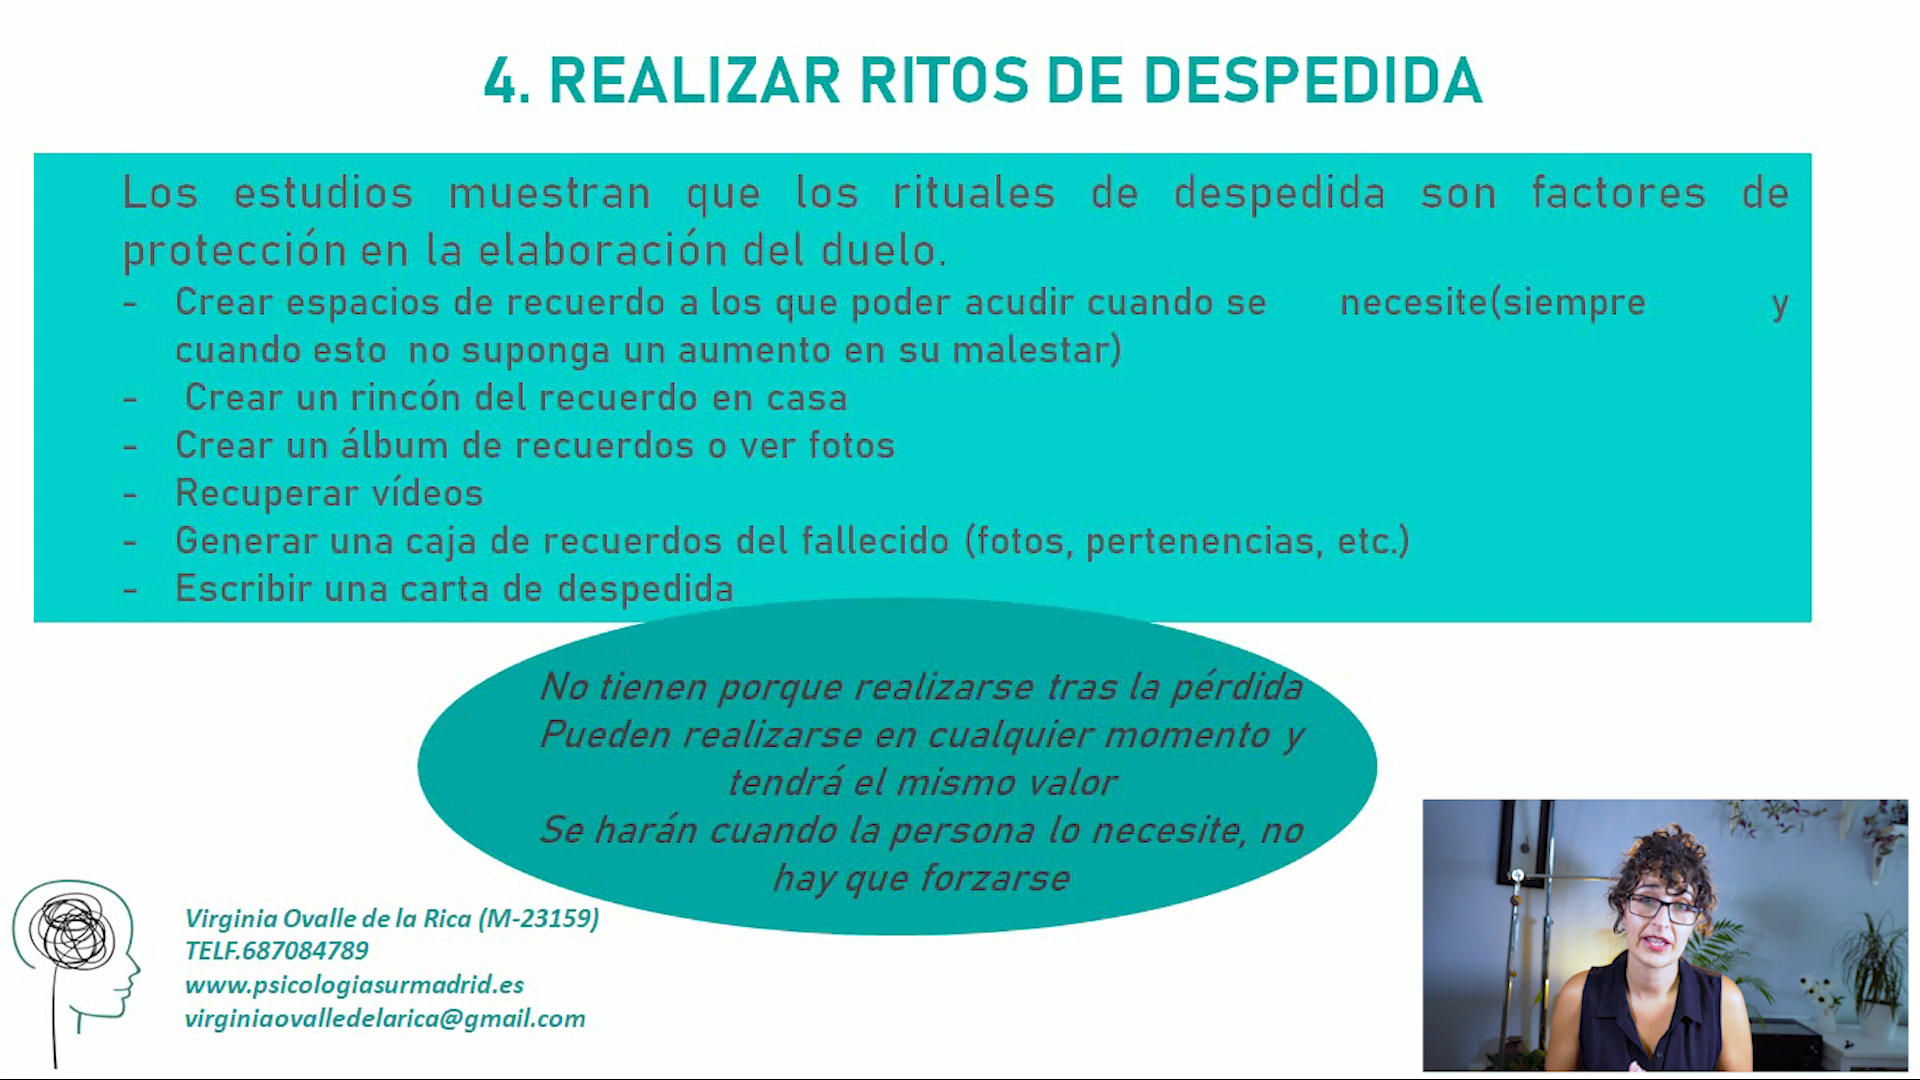 4. REALIZAR RITOS DE DESPEDIDA
Los estudios muestran que los rituales de despedida son factores de
protección en la elaboración del duelo.
- Crear espacios de recuerdo a los que poder acudir cuando se necesite(siempre y
cuando esto no suponga un aumento en su malestar)
- Crear un rincón del recuerdo en casa
- Crear un álbum de recuerdos o ver fotos
- Recuperar vídeos
- Generar una caja de recuerdos del fallecido (fotos, pertenencias, etc.)
- Escribir una carta de despedida
No tienen porque realizarse tras la pérdida
Pueden realizarse en cualquier momento y
tendrá el mismo valor
Se harán cuando la persona lo necesite, no
hay que forzarse
Virginia Ovalle de la Rica (M-23159)
TELF.687084789
www.psicologiasurmadrid.es
virginiaovalledelarica@gmail.com